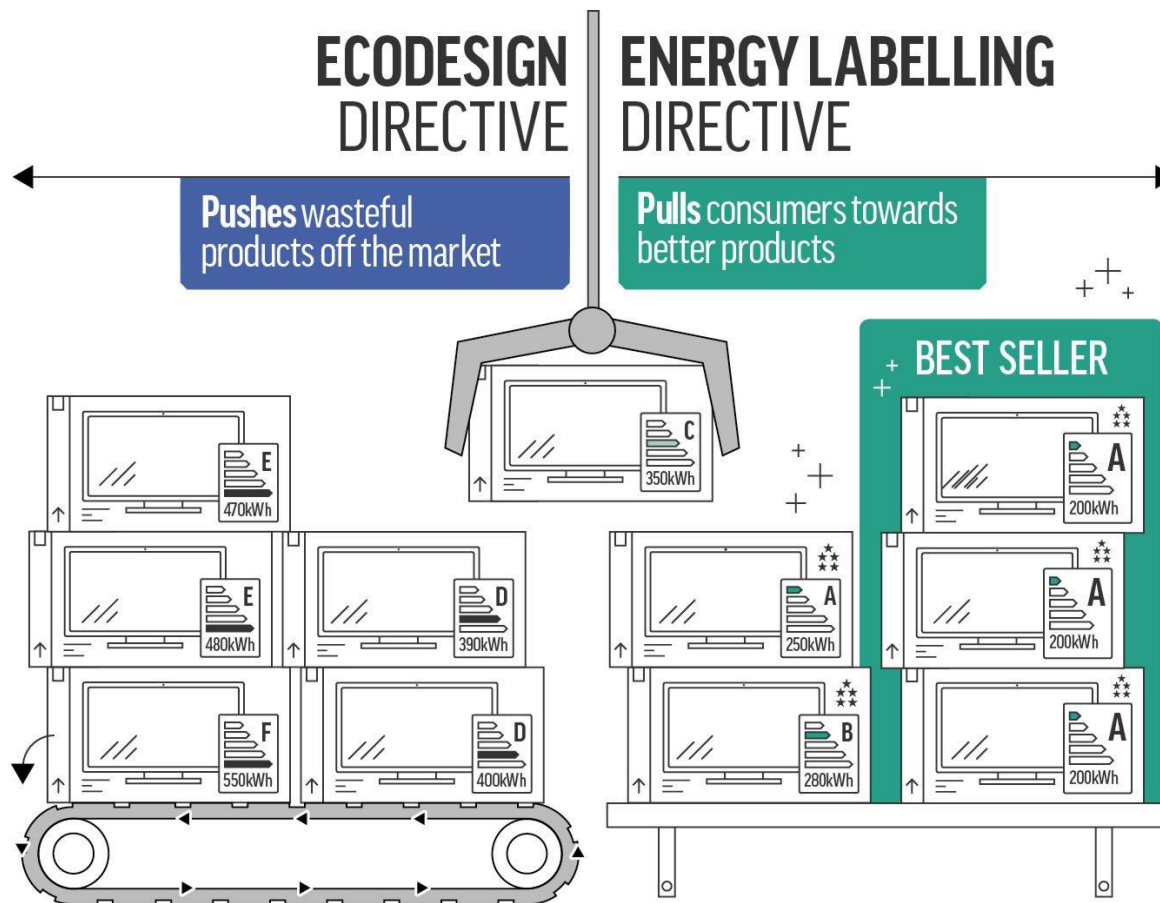 ECODESIGN
DIRECTIVE
ENERGY LABELLING
DIRECTIVE
Pushes wasteful
products off the market
Pulls consumers towards
better products
BEST SELLER
C
350kWh
E
470kWh
E
480kWh
D
390kWh
F
550kWh
D
400kWh
A
250kWh
B
280kWh
A
200kWh
A
200kWh
A
200kWh